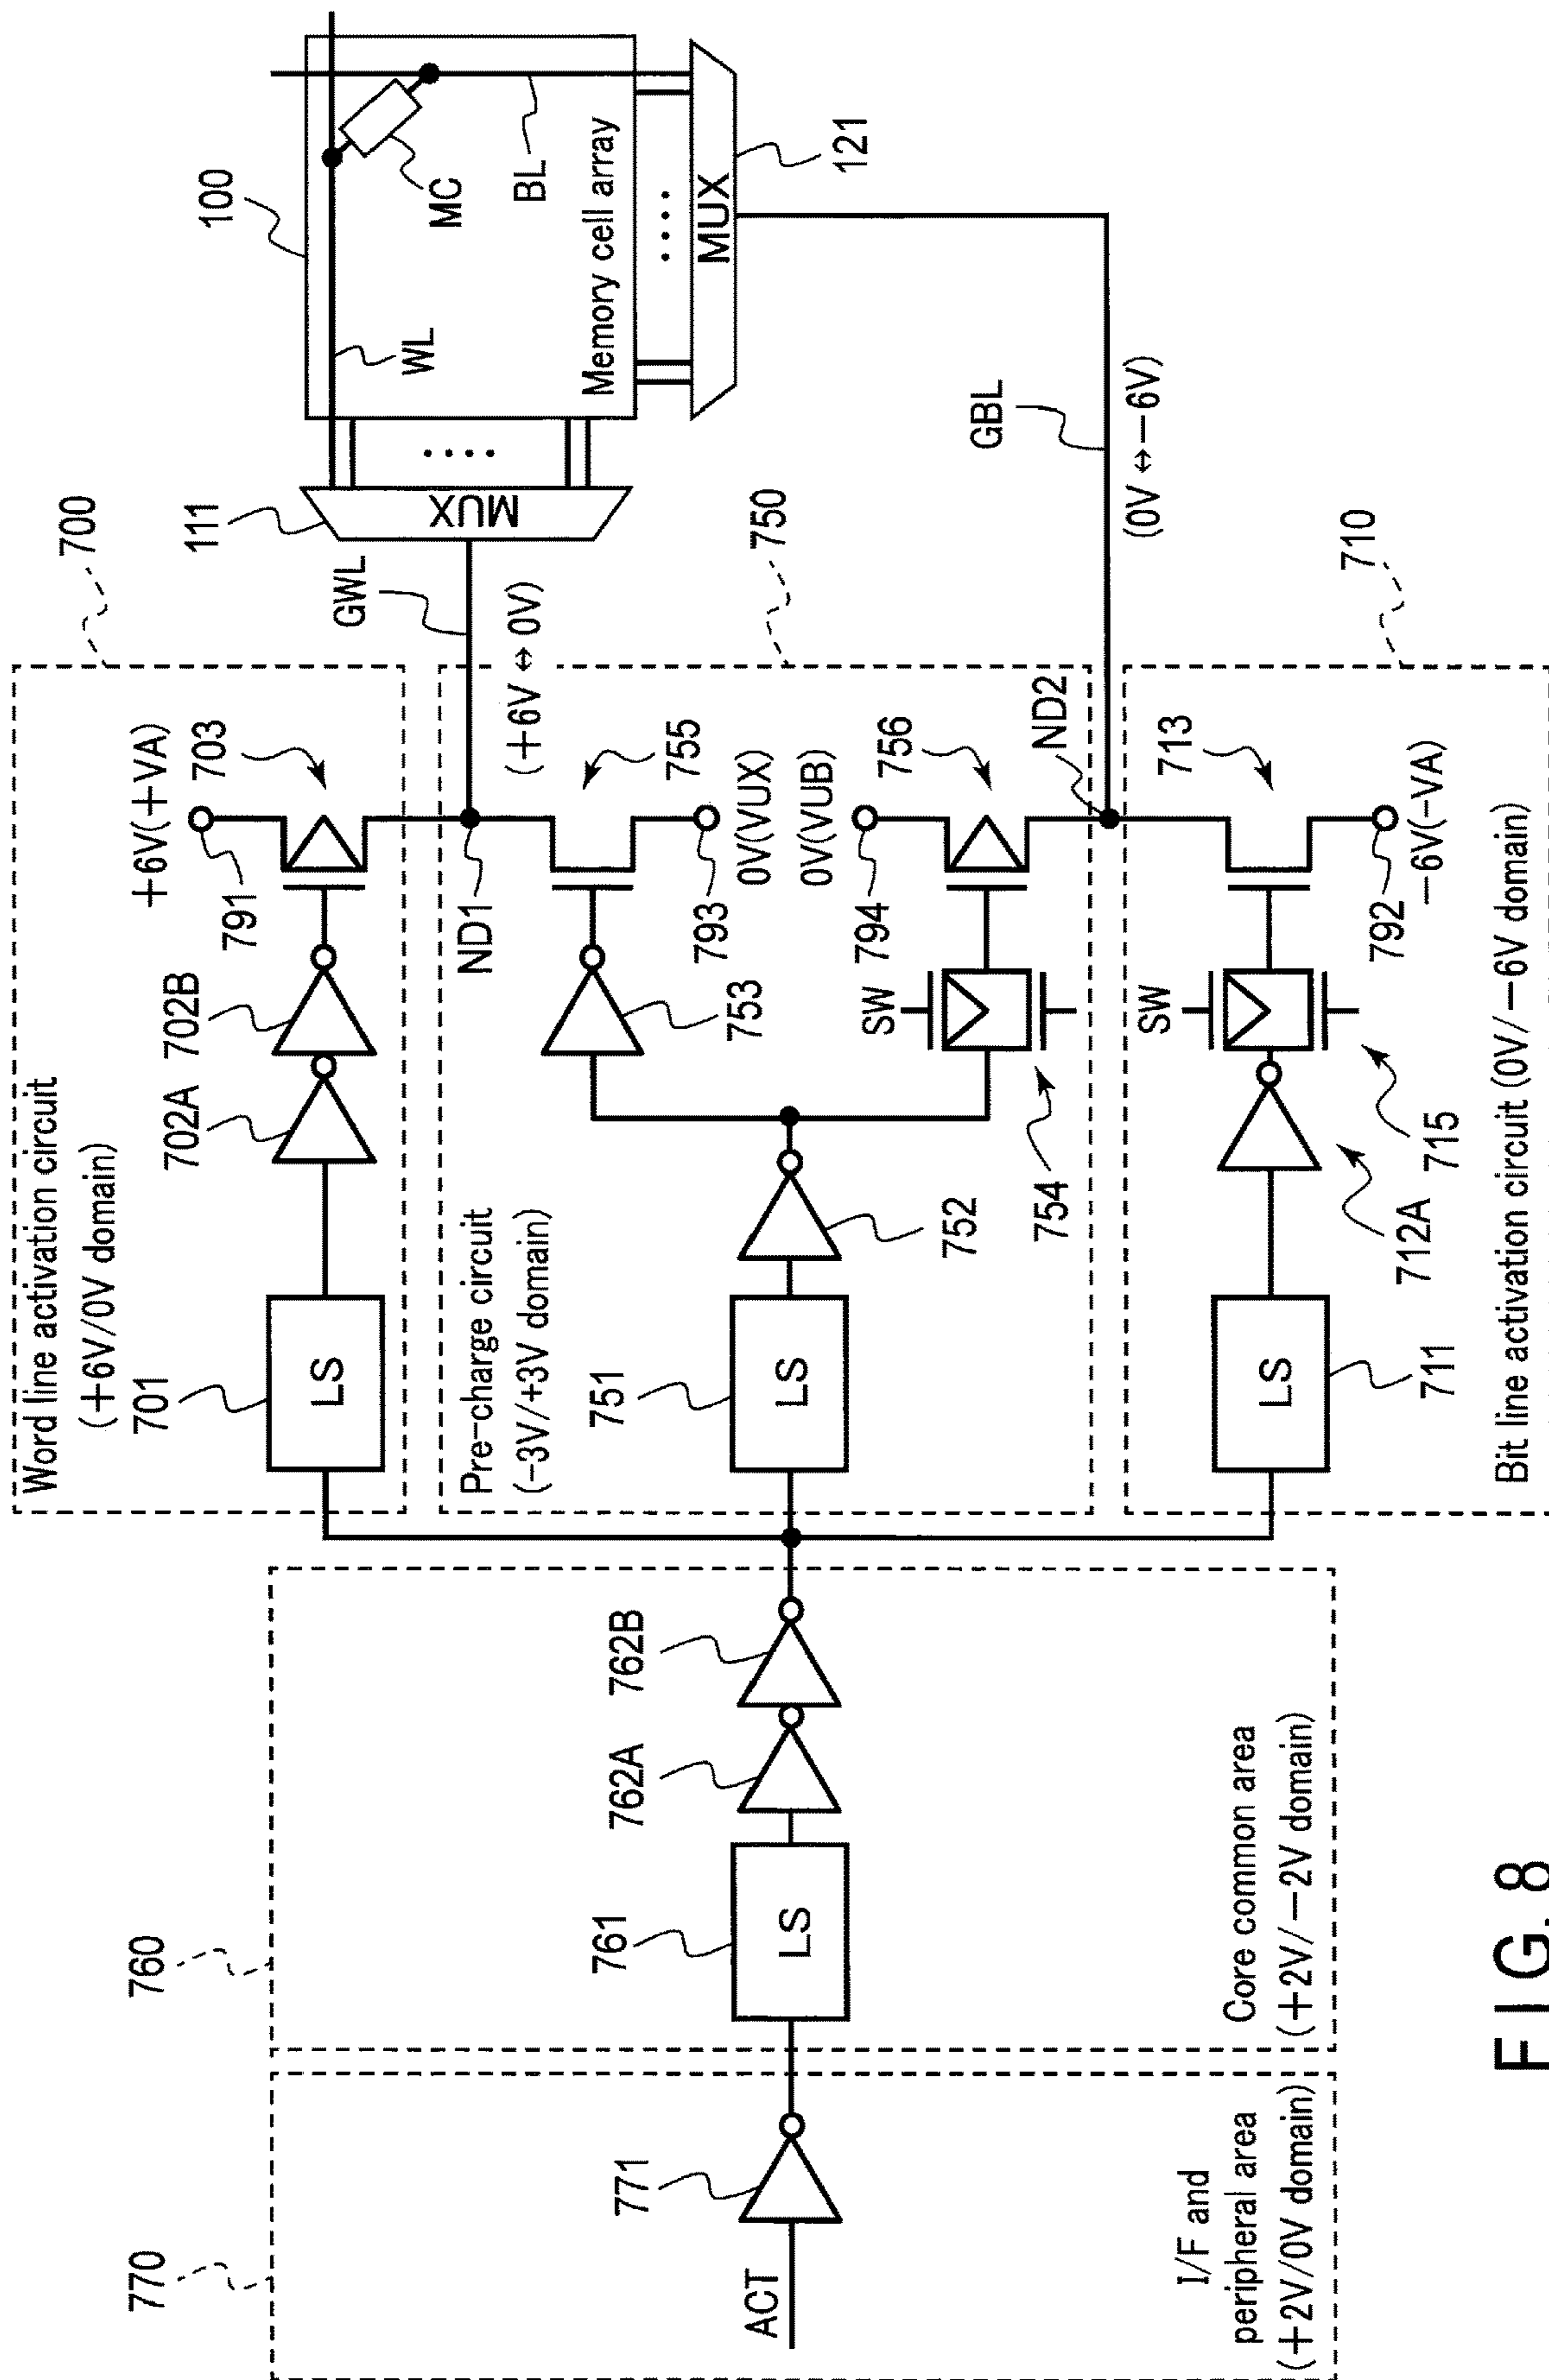 770
ACT
771
I/F and
peripheral area
(+2V/0V domain)
760
761
LS
762A
762B
Core common area
(+2V/-2V domain)
Word line activation circuit
(+6V/0V domain)
700
701
LS
702A
702B
+6V(+VA)
791
703
ND1
GWL
(+6V↔0V)
Pre-charge circuit
(-3V/+3V domain)
750
751
LS
752
753
754
SW
755
793
0V(VUX)
0V(VUB)
794
756
ND2
GBL
(0V↔-6V)
710
711
LS
712A
715
SW
713
792
-6V(-VA)
Bit line activation circuit (0V/-6V domain)
111
MUX
100
WL
MC
BL
Memory cell array
MUX
121
FIG. 8